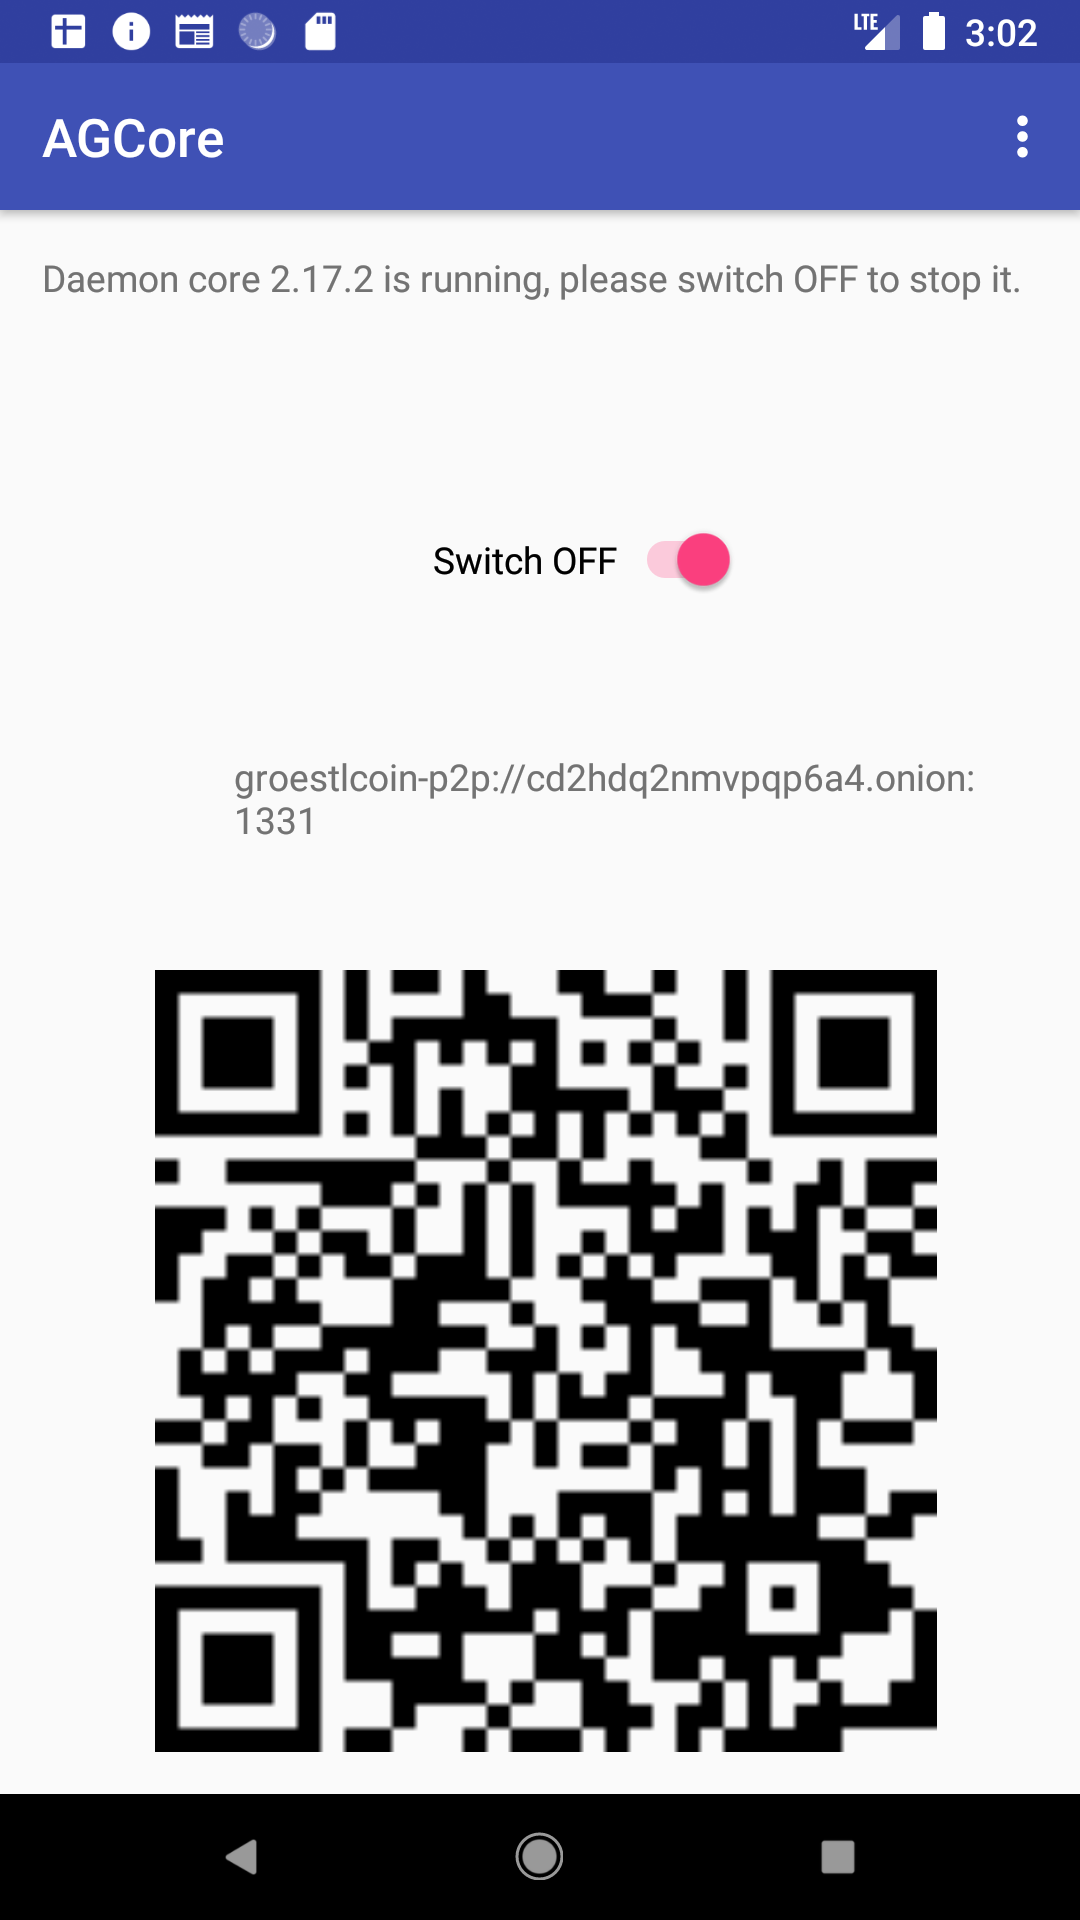 LTE 3:02
AGCore
Daemon core 2.17.2 is running, please switch OFF to stop it.
Switch OFF
groestlcoin-p2p://cd2hdq2nmvpqp6a4.onion:
1331